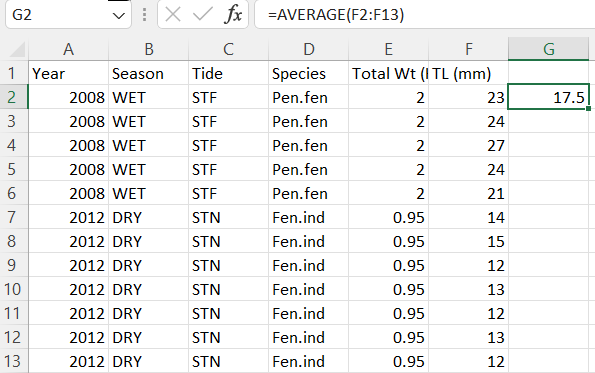 G2 fx =AVERAGE(F2:F13)
A B C D E F G
1 Year Season Tide Species Total Wt (I TL (mm)
2 2008 WET STF Pen.fen 2 23 17.5
3 2008 WET STF Pen.fen 2 24
4 2008 WET STF Pen.fen 2 27
5 2008 WET STF Pen.fen 2 24
6 2008 WET STF Pen.fen 2 21
7 2012 DRY STN Fen.ind 0.95 14
8 2012 DRY STN Fen.ind 0.95 15
9 2012 DRY STN Fen.ind 0.95 12
10 2012 DRY STN Fen.ind 0.95 13
11 2012 DRY STN Fen.ind 0.95 12
12 2012 DRY STN Fen.ind 0.95 13
13 2012 DRY STN Fen.ind 0.95 12